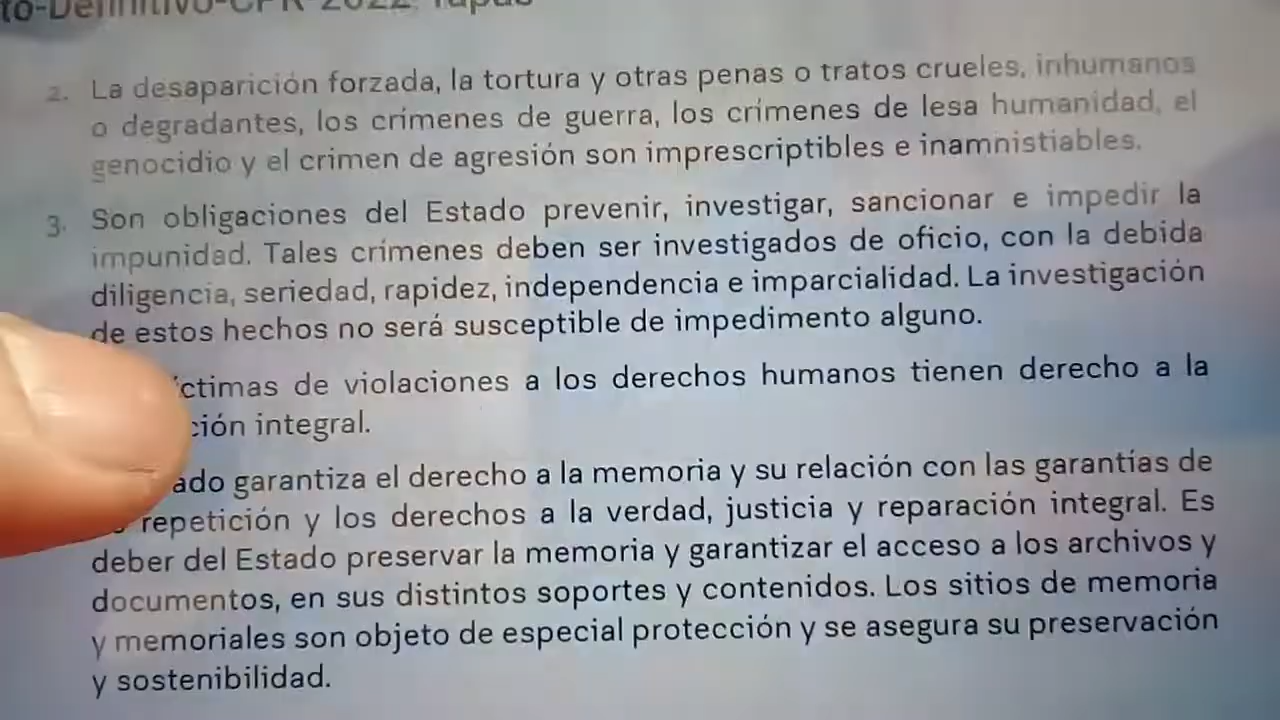 to-Definitivo-CPR-2022
2. La desaparición forzada, la tortura y otras penas o tratos crueles, inhumanos
o degradantes, los crímenes de guerra, los crímenes de lesa humanidad, el
genocidio y el crimen de agresión son imprescriptibles e inamnistiables.
3. Son obligaciones del Estado prevenir, investigar, sancionar e impedir la
impunidad. Tales crímenes deben ser investigados de oficio, con la debida
diligencia, seriedad, rapidez, independencia e imparcialidad. La investigación
de estos hechos no será susceptible de impedimento alguno.
íctimas de violaciones a los derechos humanos tienen derecho a la
ción integral.
ado garantiza el derecho a la memoria y su relación con las garantías de
repetición y los derechos a la verdad, justicia y reparación integral. Es
deber del Estado preservar la memoria y garantizar el acceso a los archivos y
documentos, en sus distintos soportes y contenidos. Los sitios de memoria
y memoriales son objeto de especial protección y se asegura su preservación
y sostenibilidad.